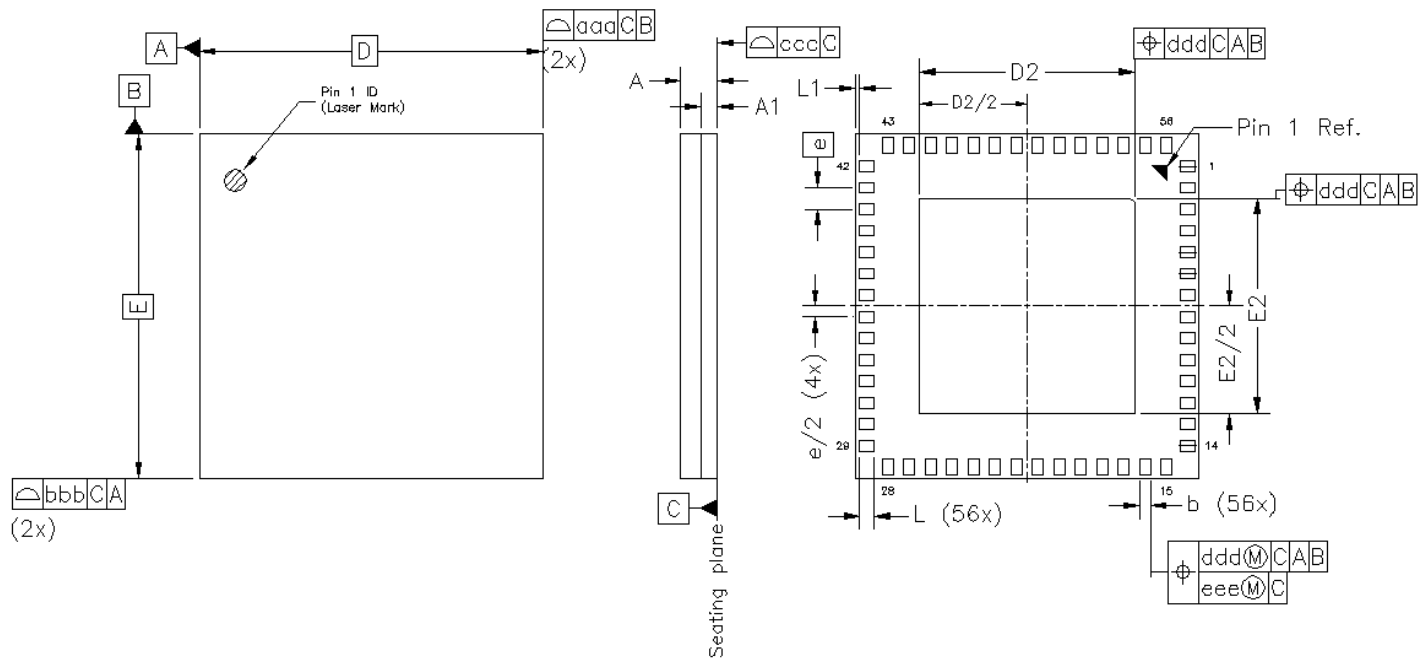 A
D
⌓ aaa C B
(2x)
B
Pin 1 ID
(Laser Mark)
E
⌓ bbb C A
(2x)
⌓ ccc C
A
A1
C
Seating plane
⌖ ddd C A B
D2
D2/2
L1
e
43
56
Pin 1 Ref.
42
1
⌖ ddd C A B
E2
E2/2
e/2 (4x)
29
14
28
15
L (56x)
b (56x)
⌖ ddd Ⓜ C A B
eee Ⓜ C